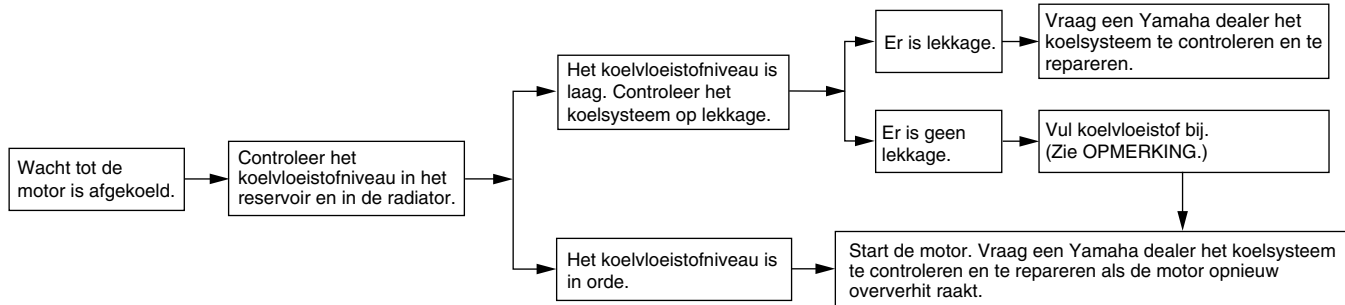 Wacht tot de
motor is afgekoeld.
Controleer het
koelvloeistofniveau in het
reservoir en in de radiator.
Het koelvloeistofniveau is
laag. Controleer het
koelsysteem op lekkage.
Er is lekkage.
Vraag een Yamaha dealer het
koelsysteem te controleren en te
repareren.
Er is geen
lekkage.
Vul koelvloeistof bij.
(Zie OPMERKING.)
Het koelvloeistofniveau is
in orde.
Start de motor. Vraag een Yamaha dealer het koelsysteem
te controleren en te repareren als de motor opnieuw
oververhit raakt.